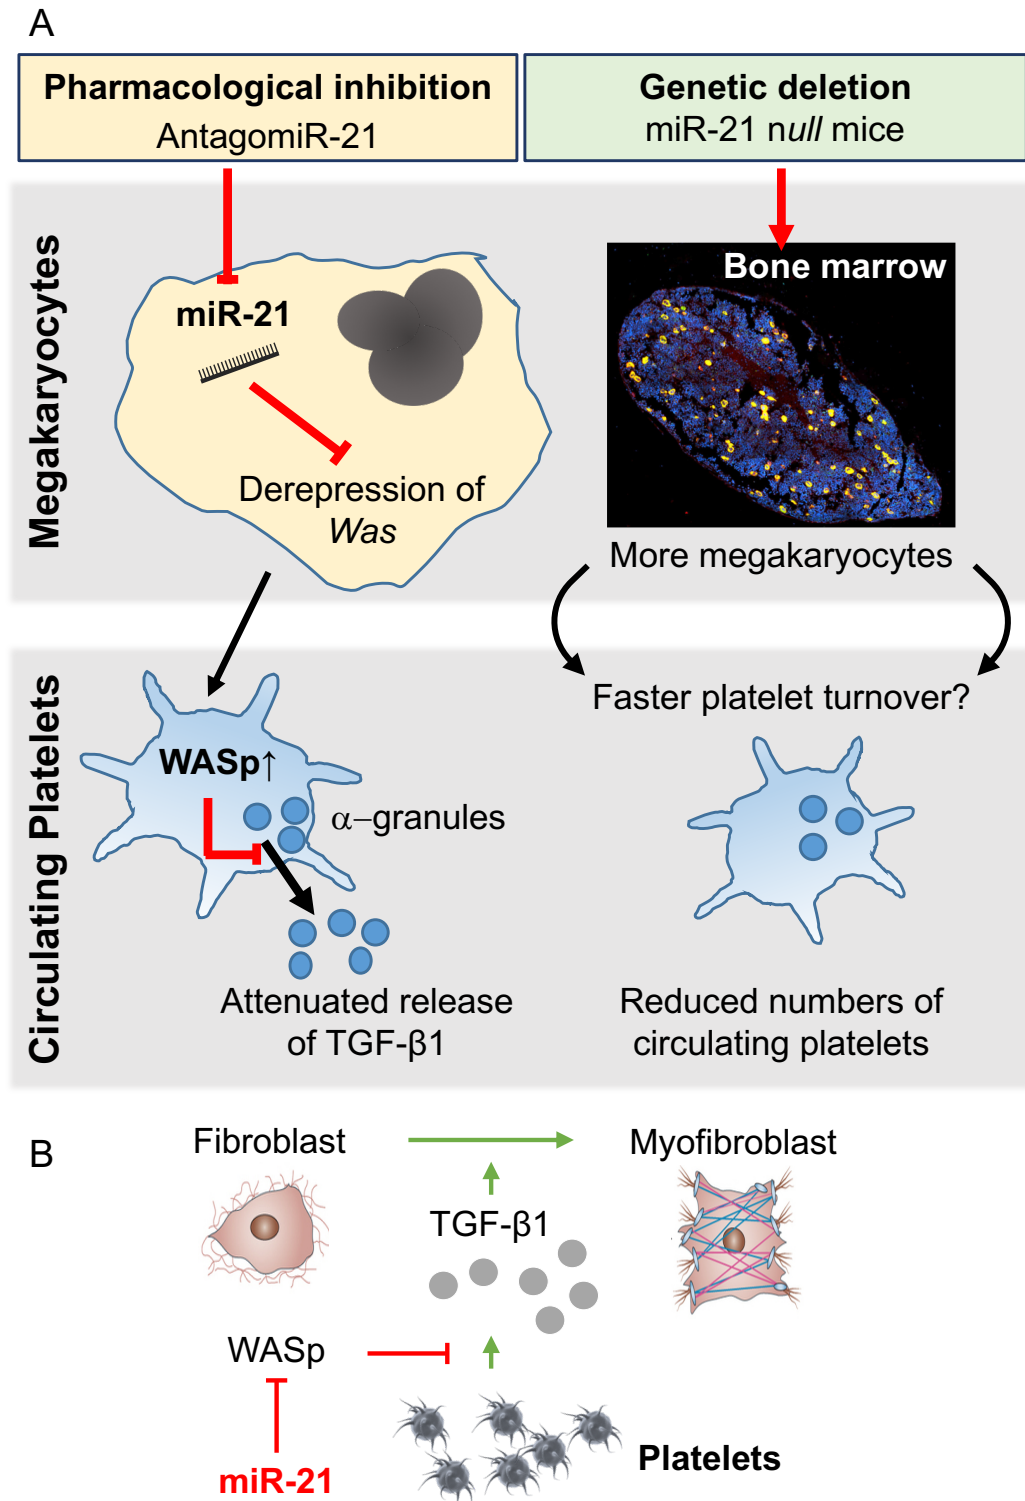 A
Pharmacological inhibition
AntagomiR-21
Genetic deletion
miR-21 null mice
Megakaryocytes
miR-21
Derepression of
Was
Bone marrow
More megakaryocytes
Circulating Platelets
WASp↑
α–granules
Attenuated release
of TGF-β1
Faster platelet turnover?
Reduced numbers of
circulating platelets
B
Fibroblast
Myofibroblast
TGF-β1
WASp
miR-21
Platelets